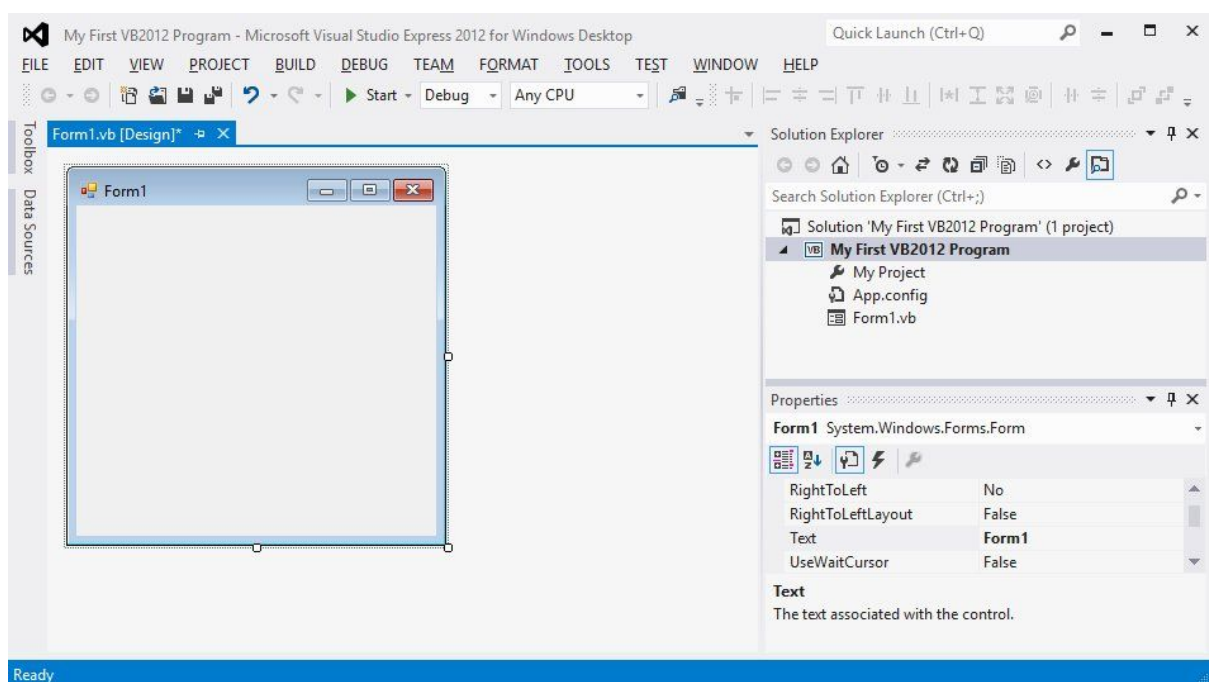 My First VB2012 Program - Microsoft Visual Studio Express 2012 for Windows Desktop
Quick Launch (Ctrl+Q)
FILE EDIT VIEW PROJECT BUILD DEBUG TEAM FORMAT TOOLS TEST WINDOW HELP
Start Debug Any CPU
Toolbox
Data Sources
Form1.vb [Design]*
Form1
Solution Explorer
Search Solution Explorer (Ctrl+;)
Solution 'My First VB2012 Program' (1 project)
VB My First VB2012 Program
My Project
App.config
Form1.vb
Properties
Form1 System.Windows.Forms.Form
RightToLeft No
RightToLeftLayout False
Text Form1
UseWaitCursor False
Text
The text associated with the control.
Ready